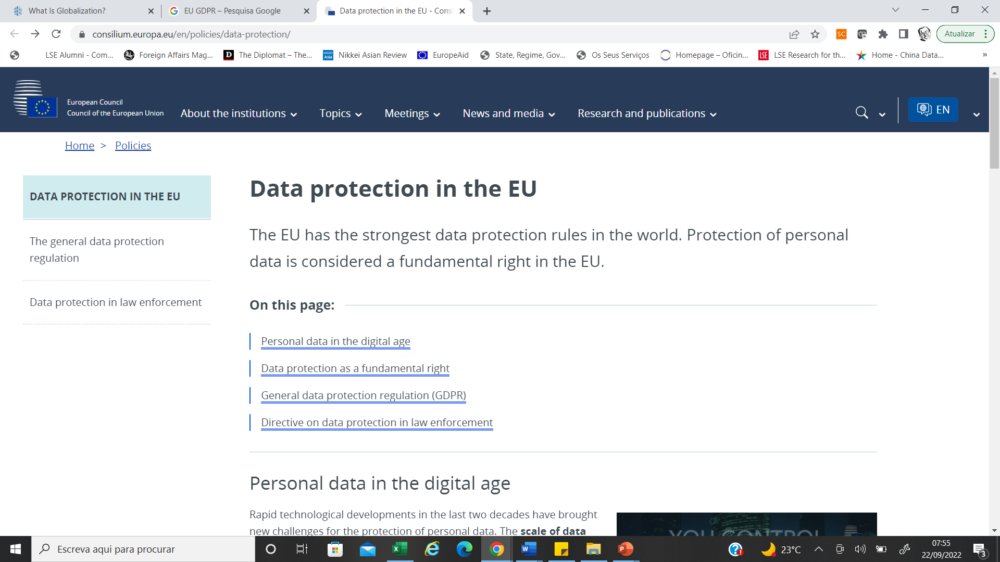 What Is Globalization?
EU GDPR – Pesquisa Google
Data protection in the EU - Consi
consilium.europa.eu/en/policies/data-protection/
SC
Atualizar
LSE Alumni - Com...
Foreign Affairs Mag...
D
The Diplomat – The...
NIKKEI Asia
Nikkei Asian Review
EuropeAid
State, Regime, Gov...
Os Seus Serviços
Homepage – Oficin...
LSE
LSE Research for th...
Home - China Data...
»
European Council
Council of the European Union
About the institutions
Topics
Meetings
News and media
Research and publications
EN
Home > Policies
DATA PROTECTION IN THE EU
The general data protection
regulation
Data protection in law enforcement
Data protection in the EU
The EU has the strongest data protection rules in the world. Protection of personal
data is considered a fundamental right in the EU.
On this page:
Personal data in the digital age
Data protection as a fundamental right
General data protection regulation (GDPR)
Directive on data protection in law enforcement
Personal data in the digital age
Rapid technological developments in the last two decades have brought
new challenges for the protection of personal data. The scale of data
YOU CONTROL
Escreva aqui para procurar
23°C
07:55
22/09/2022
3